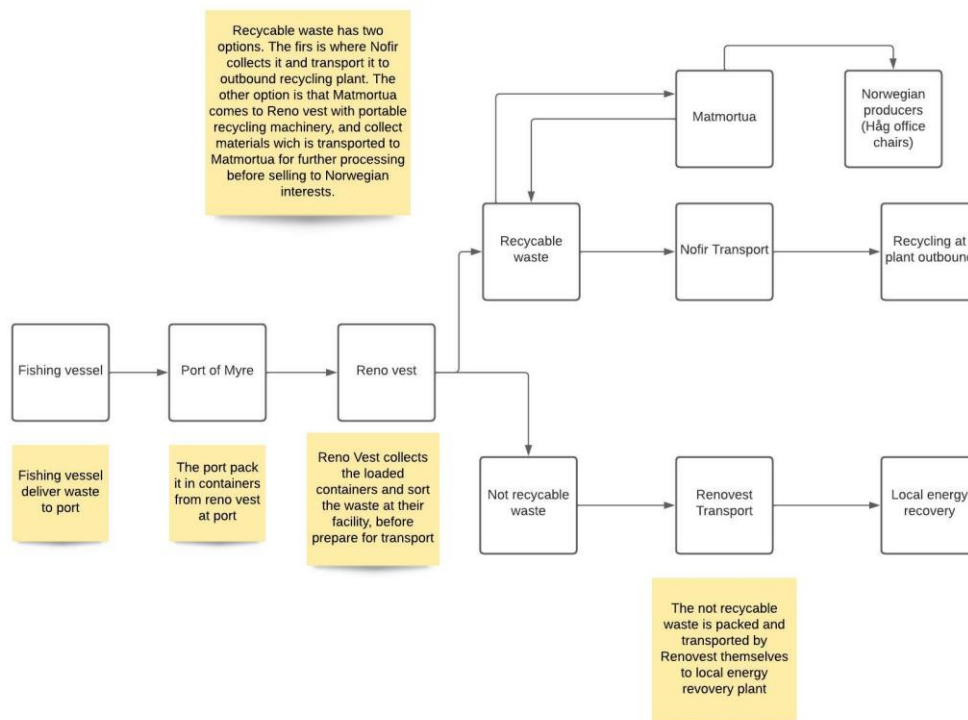 Recycable waste has two
options. The firs is where Nofir
collects it and transport it to
outbound recycling plant. The
other option is that Matmortua
comes to Reno vest with portable
recycling machinery, and collect
materials wich is transported to
Matmortua for further processing
before selling to Norwegian
interests.
Matmortua
Norwegian
producers
(Håg office
chairs)
Recycable
waste
Nofir Transport
Recycling at
plant outbound
Fishing vessel
Port of Myre
Reno vest
Fishing vessel
deliver waste
to port
The port pack
it in containers
from reno vest
at port
Reno Vest collects
the loaded
containers and sort
the waste at their
facility, before
prepare for transport
Not recycable
waste
Renovest
Transport
Local energy
recovery
The not recycable
waste is packed and
transported by
Renovest themselves
to local energy
revovery plant